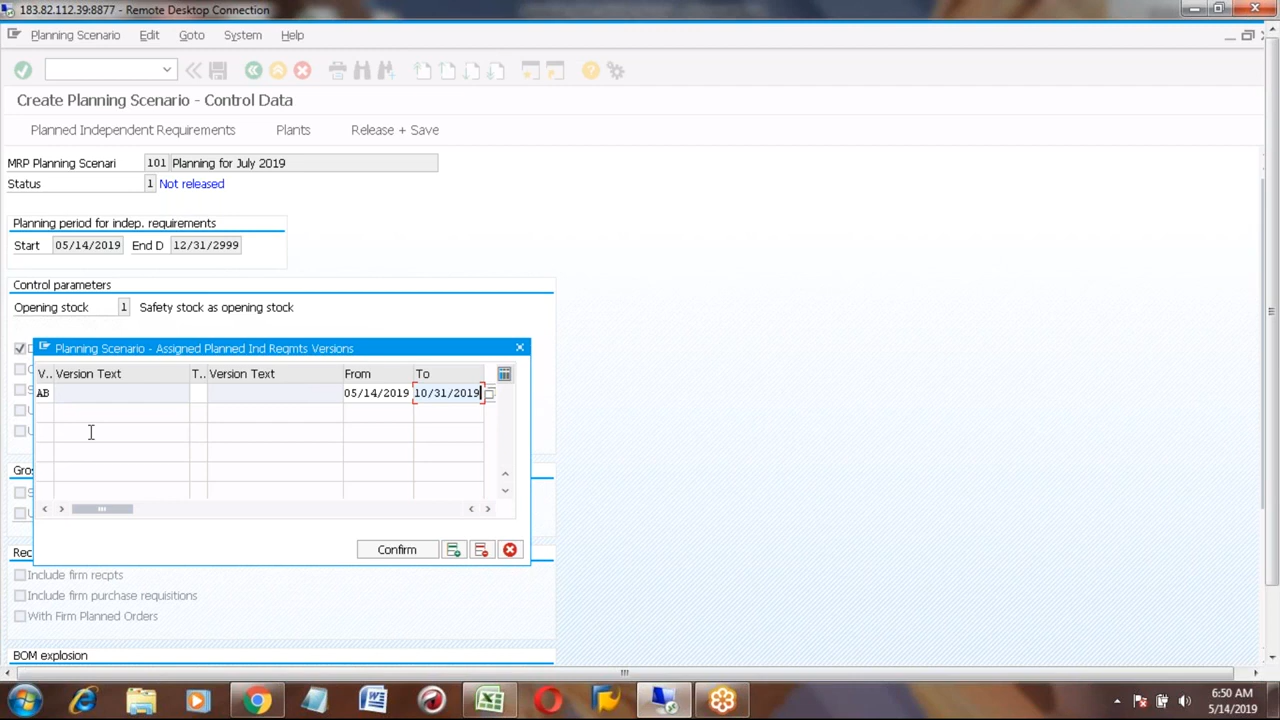 183.82.112.39:8877 - Remote Desktop Connection
Planning Scenario Edit Goto System Help
Create Planning Scenario - Control Data
Planned Independent Requirements Plants Release + Save
MRP Planning Scenari 101 Planning for July 2019
Status 1 Not released
Planning period for indep. requirements
Start 05/14/2019 End D 12/31/2999
Control parameters
Opening stock 1 Safety stock as opening stock
Planning Scenario - Assigned Planned Ind Reqmts Versions
V.. Version Text T.. Version Text From To
AB 05/14/2019 10/31/2019
Gros
Confirm
Rec
Include firm recpts
Include firm purchase requisitions
With Firm Planned Orders
BOM explosion
6:50 AM
5/14/2019